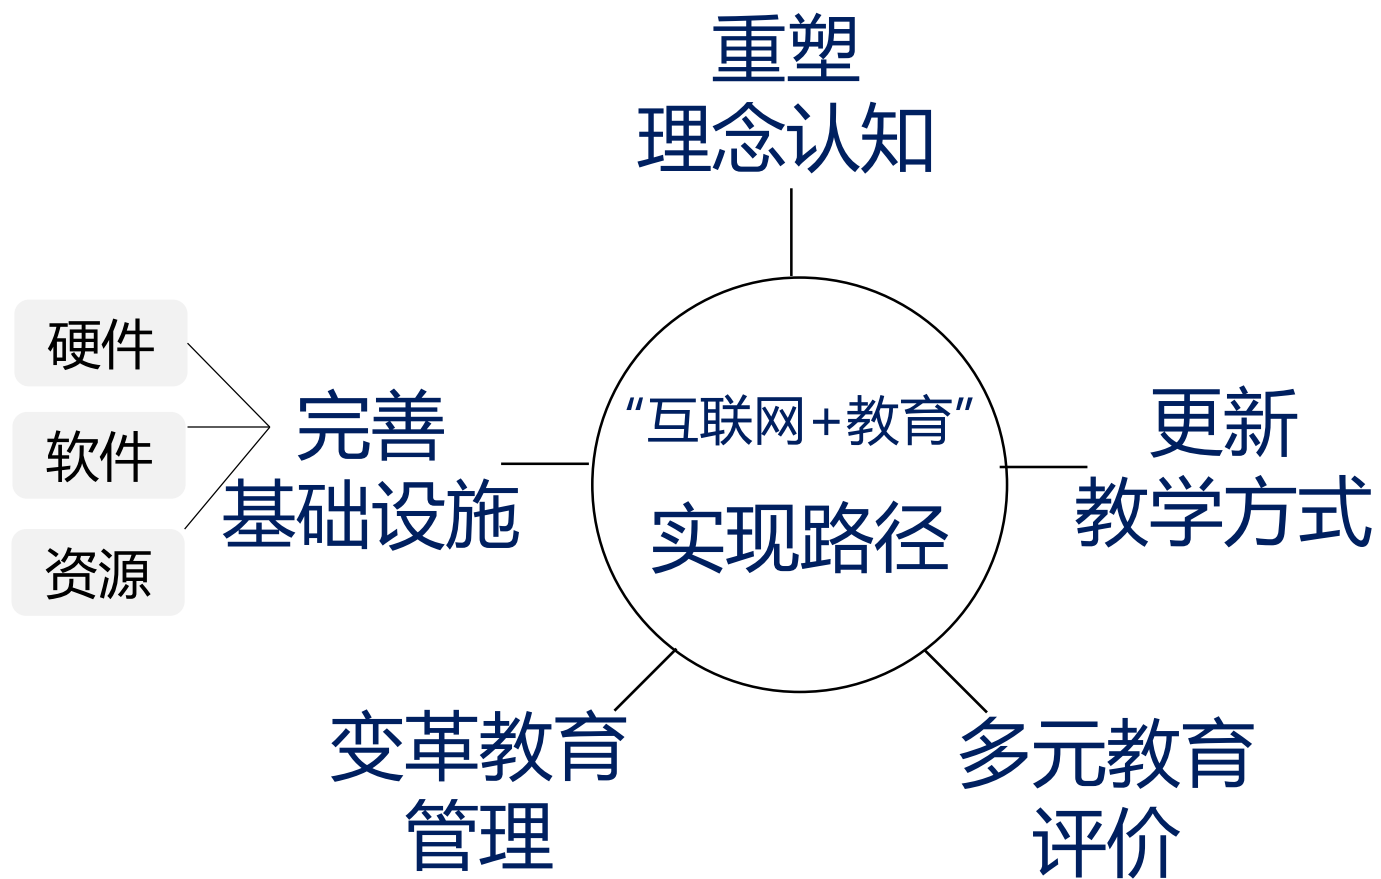 重塑
理念认知
硬件
软件
资源
完善
基础设施
“互联网+教育”
实现路径
更新
教学方式
变革教育
管理
多元教育
评价